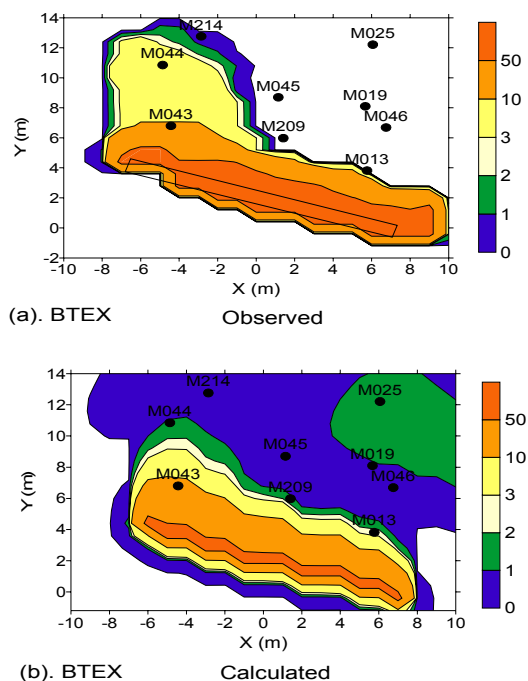 14
12
10
8
6
4
2
0
-2
Y (m)
-10 -8 -6 -4 -2 0 2 4 6 8 10
X (m)
M214
M025
M044
M045
M019
M043
M046
M209
M013
50
10
3
2
1
0
(a). BTEX Observed
14
12
10
8
6
4
2
0
Y (m)
-10 -8 -6 -4 -2 0 2 4 6 8 10
X (m)
M214
M025
M044
M045
M019
M043
M046
M209
M013
50
10
3
2
1
0
(b). BTEX Calculated